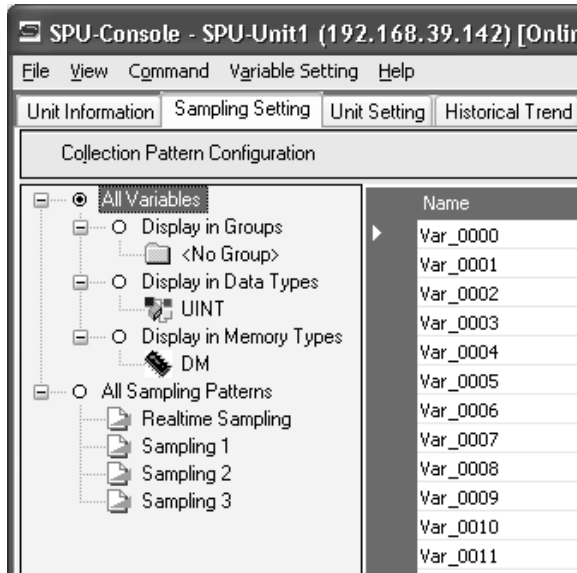 SPU-Console - SPU-Unit1 (192.168.39.142) [Onlin
File View Command Variable Setting Help
Unit Information Sampling Setting Unit Setting Historical Trend
Collection Pattern Configuration
All Variables
Display in Groups
<No Group>
Display in Data Types
UINT
Display in Memory Types
DM
All Sampling Patterns
Realtime Sampling
Sampling 1
Sampling 2
Sampling 3
Name
Var_0000
Var_0001
Var_0002
Var_0003
Var_0004
Var_0005
Var_0006
Var_0007
Var_0008
Var_0009
Var_0010
Var_0011